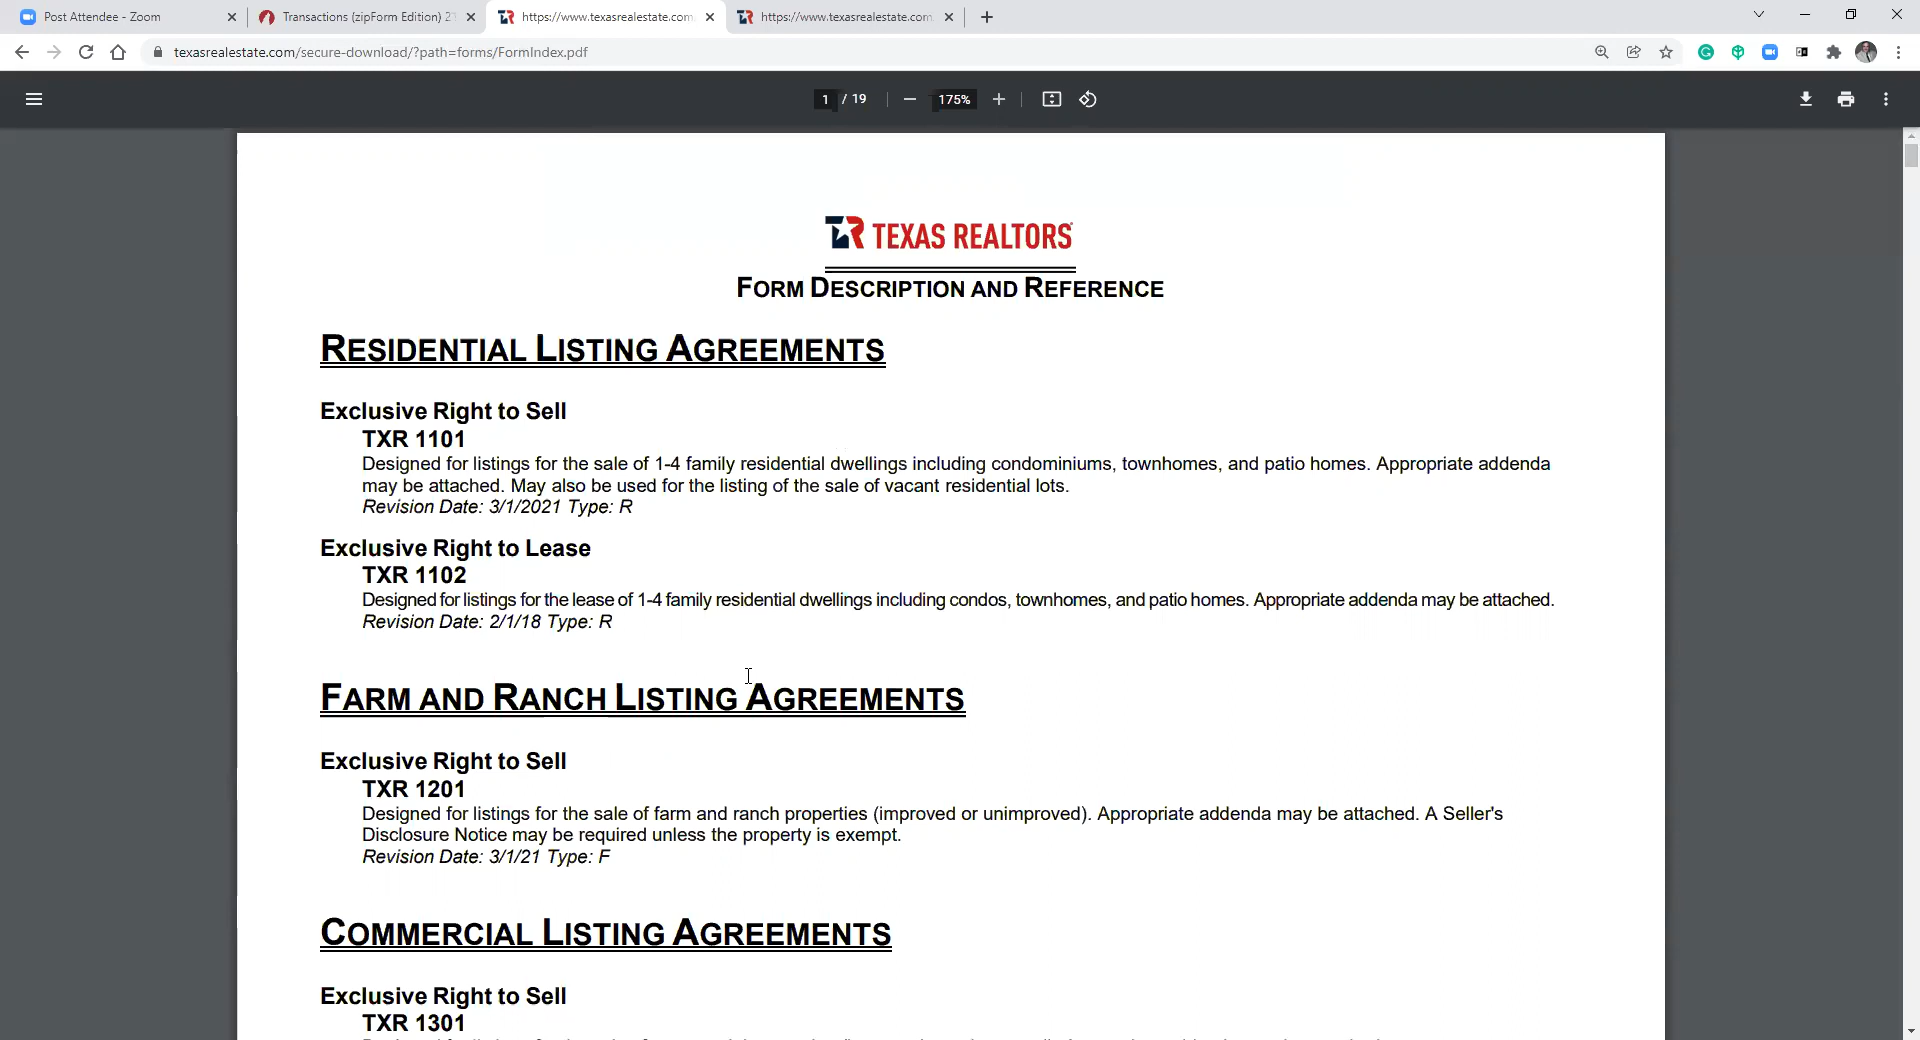 Post Attendee - Zoom
Transactions (zipForm Edition)
https://www.texasrealestate.com
https://www.texasrealestate.com
texasrealestate.com/secure-download/?path=forms/FormIndex.pdf
1 / 19
175%
TEXAS REALTORS
FORM DESCRIPTION AND REFERENCE
RESIDENTIAL LISTING AGREEMENTS
Exclusive Right to Sell
TXR 1101
Designed for listings for the sale of 1-4 family residential dwellings including condominiums, townhomes, and patio homes. Appropriate addenda
may be attached. May also be used for the listing of the sale of vacant residential lots.
Revision Date: 3/1/2021 Type: R
Exclusive Right to Lease
TXR 1102
Designed for listings for the lease of 1-4 family residential dwellings including condos, townhomes, and patio homes. Appropriate addenda may be attached.
Revision Date: 2/1/18 Type: R
FARM AND RANCH LISTING AGREEMENTS
Exclusive Right to Sell
TXR 1201
Designed for listings for the sale of farm and ranch properties (improved or unimproved). Appropriate addenda may be attached. A Seller's
Disclosure Notice may be required unless the property is exempt.
Revision Date: 3/1/21 Type: F
COMMERCIAL LISTING AGREEMENTS
Exclusive Right to Sell
TXR 1301